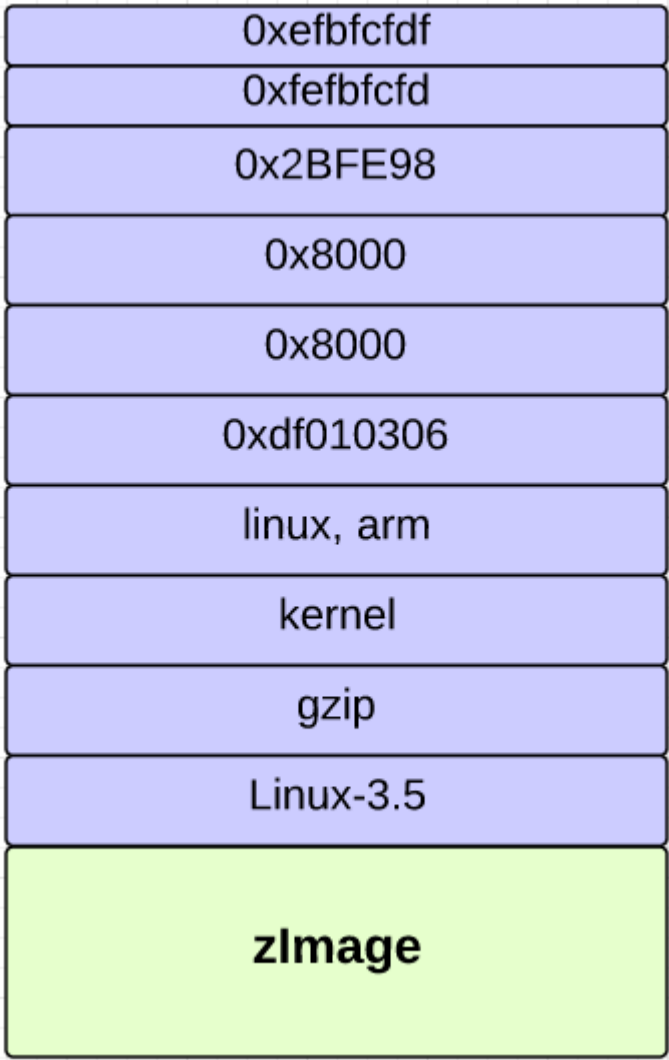 0xefbfcfdf
0xfefbfcfd
0x2BFE98
0x8000
0x8000
0xdf010306
linux, arm
kernel
gzip
Linux-3.5
zImage